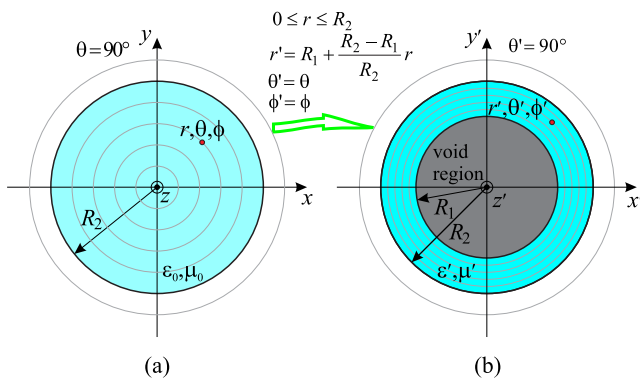 0 ≤ r ≤ R₂
r' = R₁ + (R₂ − R₁)/R₂ r
θ' = θ
ϕ' = ϕ
θ = 90°
y
r,θ,ϕ
x
z
R₂
ε₀,μ₀
(a)
θ' = 90°
y'
r',θ',ϕ'
void
region
x
z'
R₁
R₂
ε',μ'
(b)